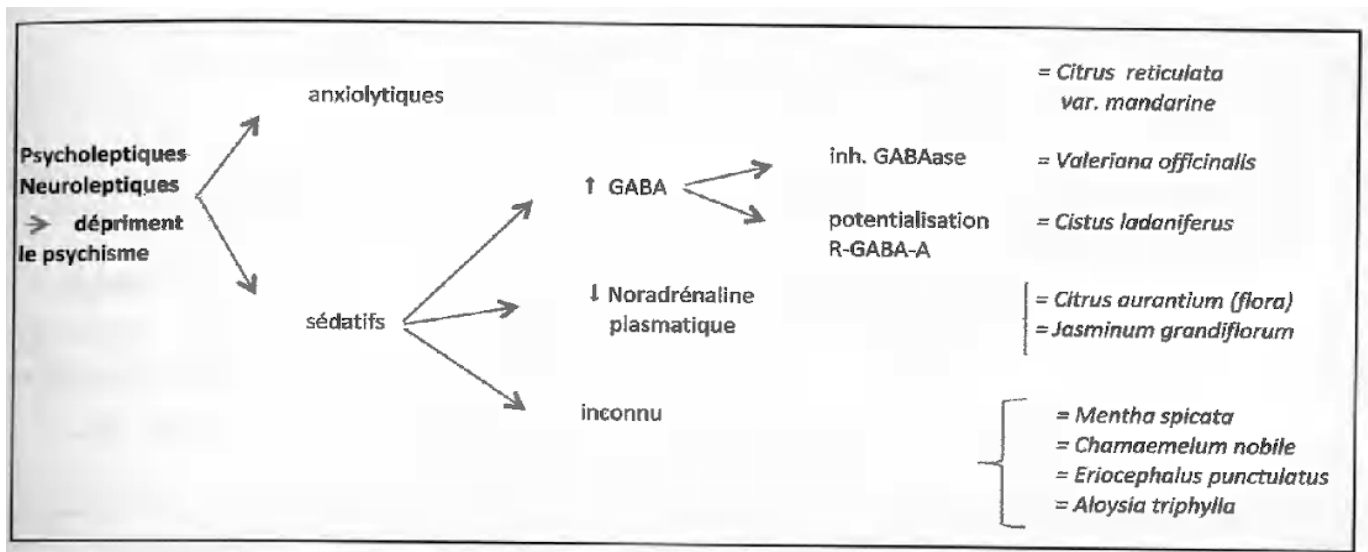 anxiolytiques
= Citrus reticulata
var. mandarine
Psycholeptiques
Neuroleptiques
→ dépriment
le psychisme
↑ GABA
inh. GABAase
= Valeriana officinalis
potentialisation
R-GABA-A
= Cistus ladaniferus
sédatifs
↓ Noradrénaline
plasmatique
= Citrus aurantium (flora)
= Jasminum grandiflorum
inconnu
= Mentha spicata
= Chamaemelum nobile
= Eriocephalus punctulatus
= Aloysia triphylla